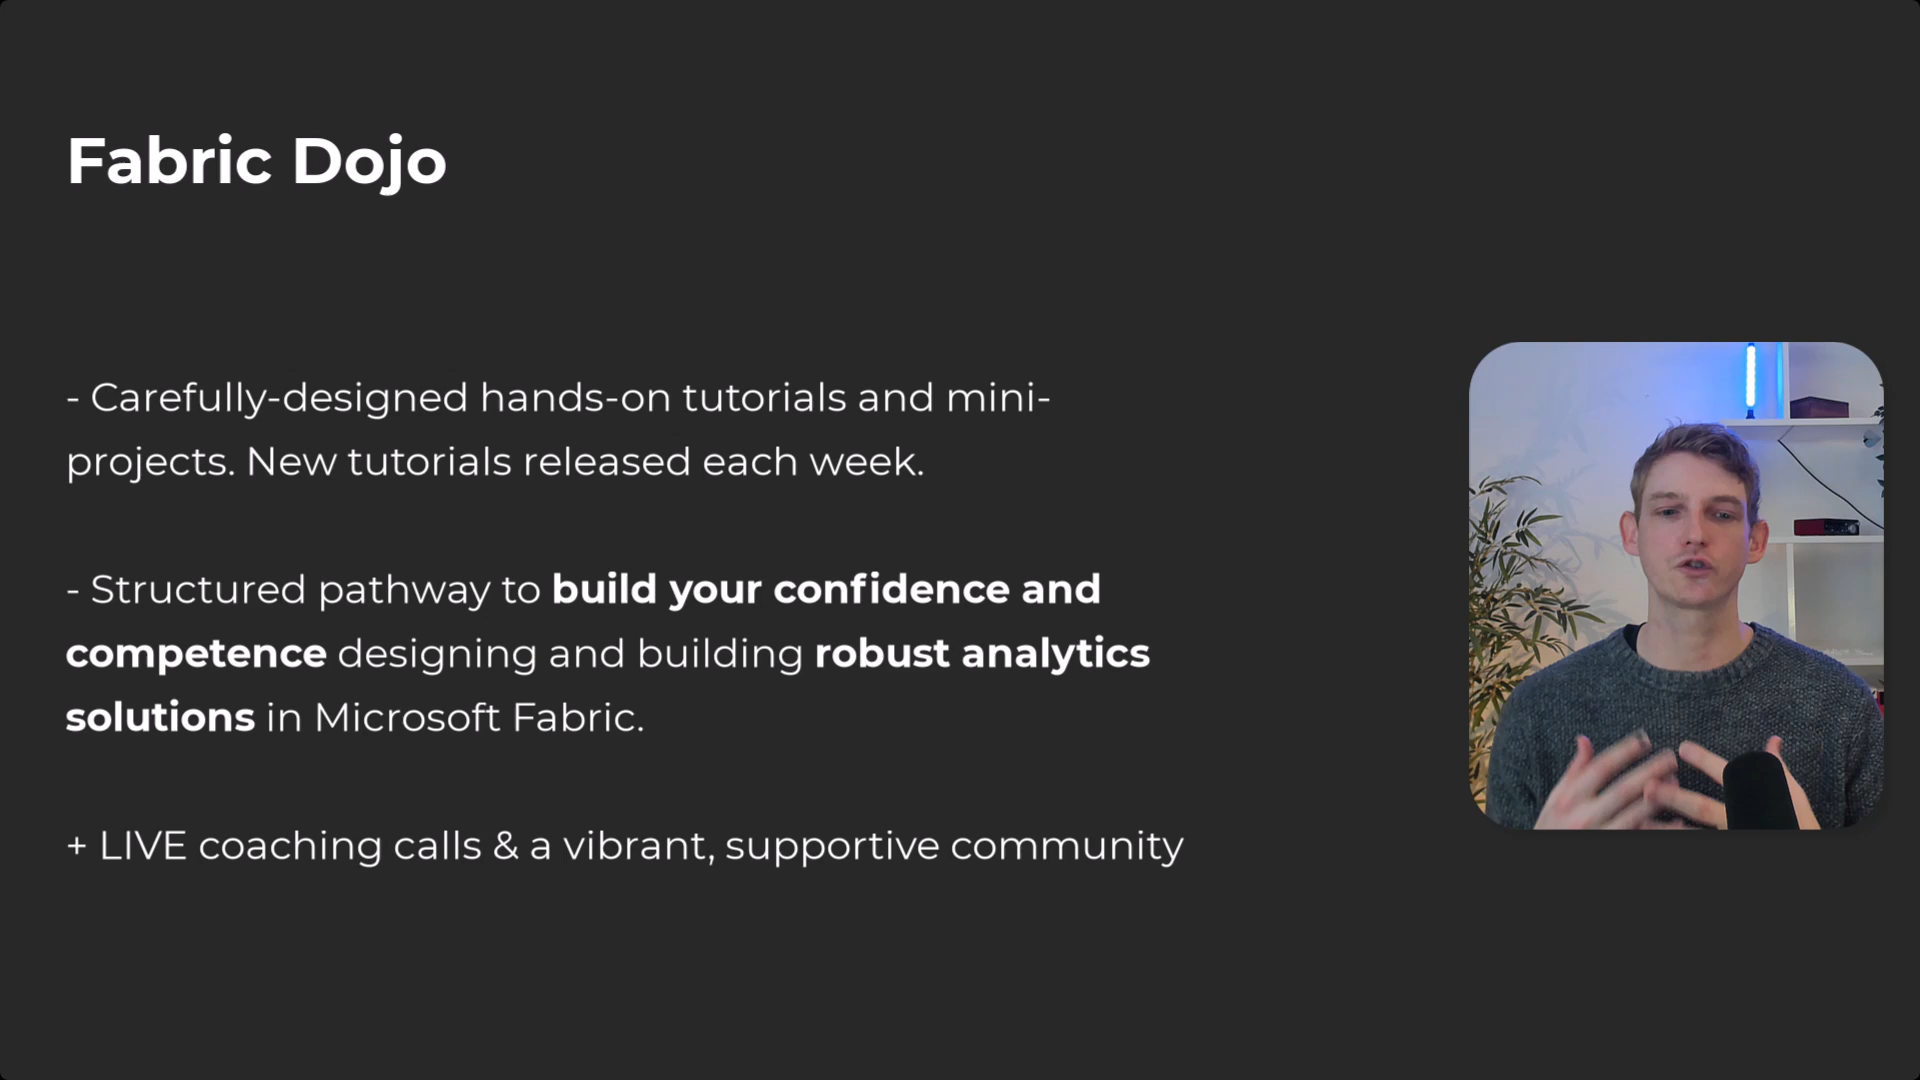 Fabric Dojo
- Carefully-designed hands-on tutorials and mini-
projects. New tutorials released each week.
- Structured pathway to build your confidence and
competence designing and building robust analytics
solutions in Microsoft Fabric.
+ LIVE coaching calls & a vibrant, supportive community